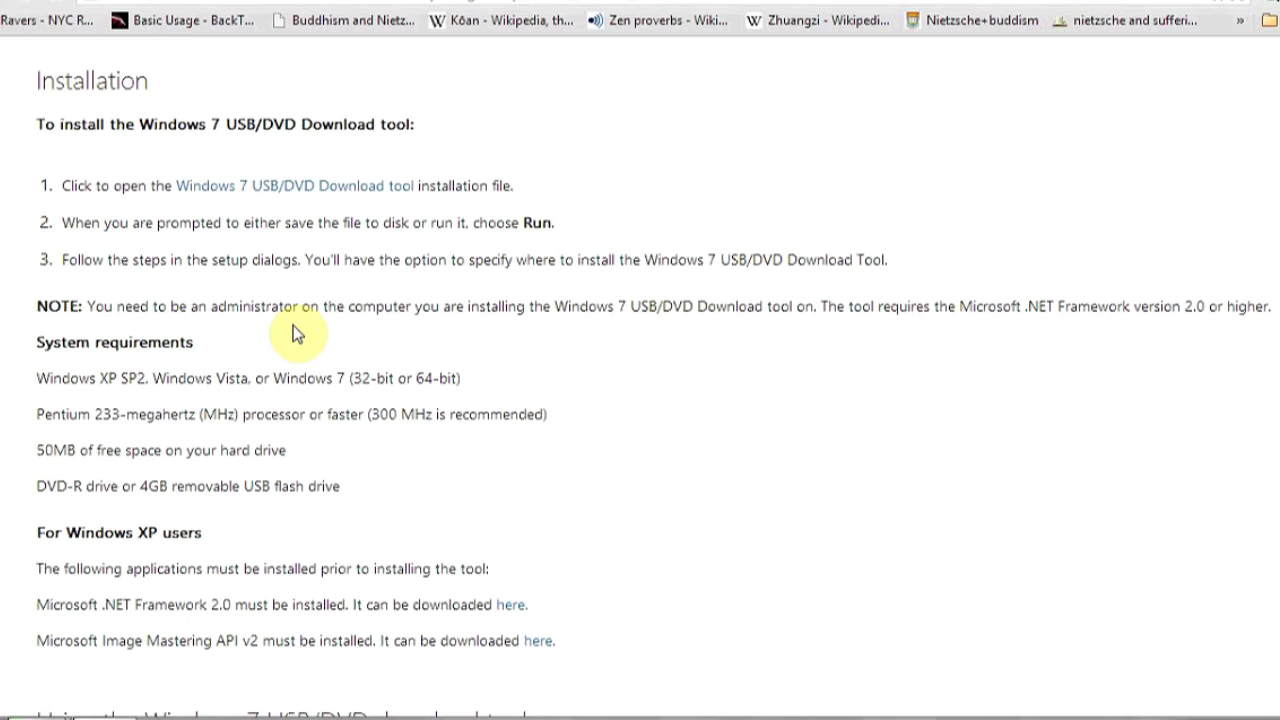 Ravers - NYC R... Basic Usage - BackT... Buddhism and Nietz... Kōan - Wikipedia, th... Zen proverbs - Wiki... Zhuangzi - Wikipedi... Nietzsche+buddism nietzsche and sufferi... »
Installation
To install the Windows 7 USB/DVD Download tool:
1. Click to open the Windows 7 USB/DVD Download tool installation file.
2. When you are prompted to either save the file to disk or run it, choose Run.
3. Follow the steps in the setup dialogs. You'll have the option to specify where to install the Windows 7 USB/DVD Download Tool.
NOTE: You need to be an administrator on the computer you are installing the Windows 7 USB/DVD Download tool on. The tool requires the Microsoft .NET Framework version 2.0 or higher.
System requirements
Windows XP SP2, Windows Vista, or Windows 7 (32-bit or 64-bit)
Pentium 233-megahertz (MHz) processor or faster (300 MHz is recommended)
50MB of free space on your hard drive
DVD-R drive or 4GB removable USB flash drive
For Windows XP users
The following applications must be installed prior to installing the tool:
Microsoft .NET Framework 2.0 must be installed. It can be downloaded here.
Microsoft Image Mastering API v2 must be installed. It can be downloaded here.